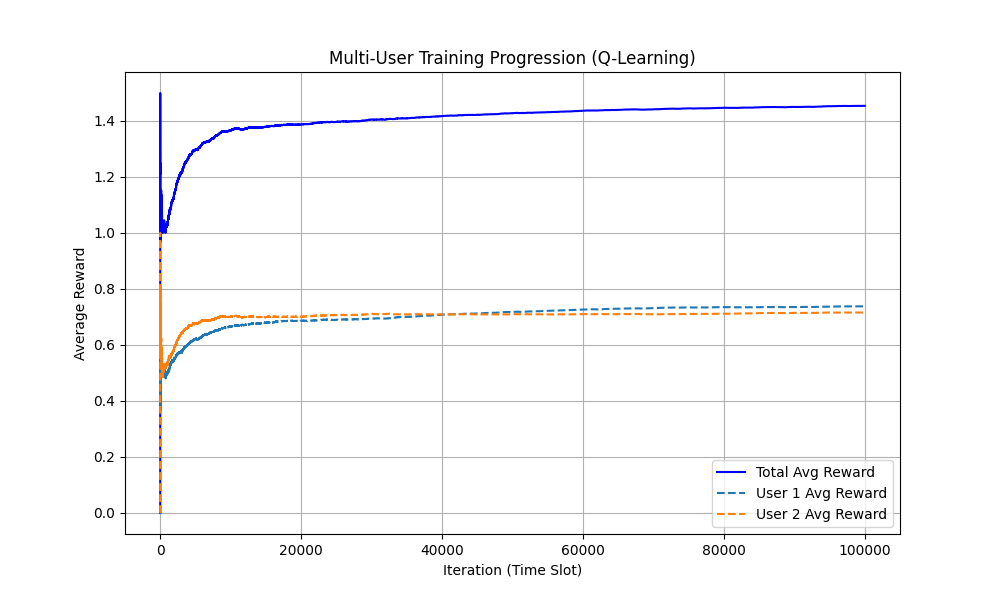 Multi-User Training Progression (Q-Learning)
Average Reward
1.4
1.2
1.0
0.8
0.6
0.4
0.2
0.0
0 20000 40000 60000 80000 100000
Iteration (Time Slot)
Total Avg Reward
User 1 Avg Reward
User 2 Avg Reward